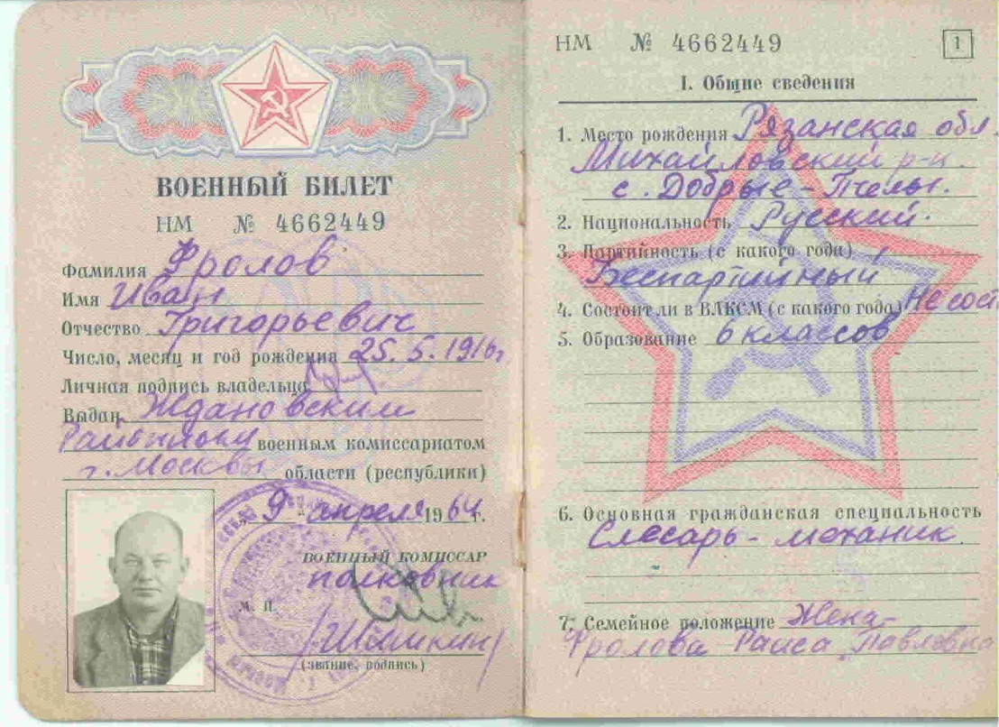 ВОЕННЫЙ БИЛЕТ
НМ № 4662449
Фамилия Фролов
Имя Иван
Отчество Григорьевич
Число, месяц и год рождения 25.5.1916г
Личная подпись владельца
Выдан Ждановским
Районным военным комиссариатом
г. Москвы области (республики)
"9" апреля 1964 г.
ВОЕННЫЙ КОМИССАР
полковник
М. П.
(звание, подпись)
НМ № 4662449
1
I. Общие сведения
1. Место рождения Рязанская обл.
Михайловский р-н.
с. Добрые-Пчелы.
2. Национальность Русский.
3. Партийность (с какого года)
Беспартийный
4. Состоит ли в ВЛКСМ (с какого года) Не сост
5. Образование 6 классов
6. Основная гражданская специальность
Слесарь-механик
7. Семейное положение Жена-
Фролова Раиса Павловна